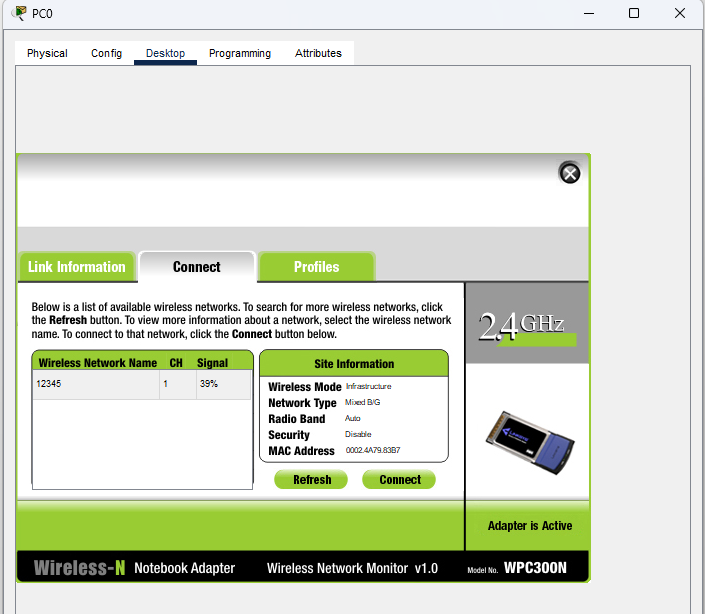 PC0
Physical Config Desktop Programming Attributes
Link Information Connect Profiles
Below is a list of available wireless networks. To search for more wireless networks, click
the Refresh button. To view more information about a network, select the wireless network
name. To connect to that network, click the Connect button below.
2.4GHz
Wireless Network Name CH Signal
12345 1 39%
Site Information
Wireless Mode Infrastructure
Network Type Mixed B/G
Radio Band Auto
Security Disable
MAC Address 0002.4A79.83B7
Refresh Connect
Adapter is Active
Wireless-N Notebook Adapter Wireless Network Monitor v1.0 Model No. WPC300N